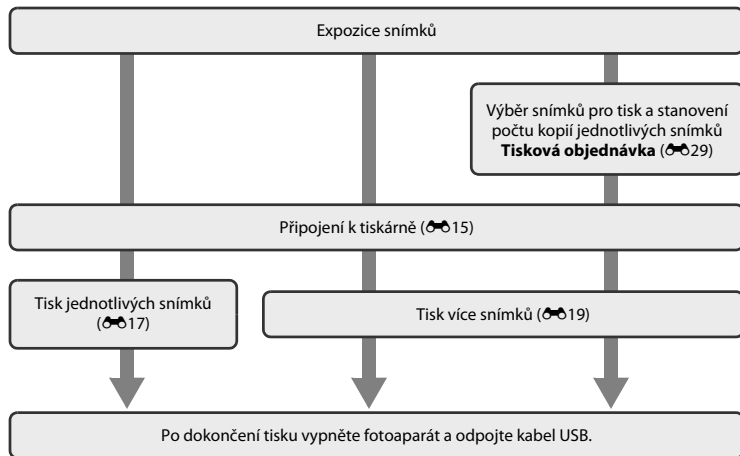 Expozice snímků
Výběr snímků pro tisk a stanovení
počtu kopií jednotlivých snímků
Tisková objednávka (29)
Připojení k tiskárně (15)
Tisk jednotlivých snímků
(17)
Tisk více snímků (19)
Po dokončení tisku vypněte fotoaparát a odpojte kabel USB.